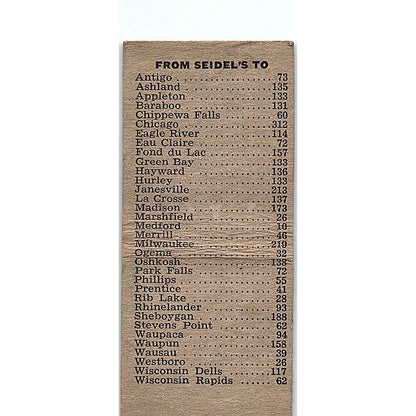 FROM SEIDEL'S TO
Antigo 73
Ashland 135
Appleton 133
Baraboo 131
Chippewa Falls 60
Chicago 312
Eagle River 114
Eau Claire 72
Fond du Lac 157
Green Bay 133
Hayward 136
Hurley 133
Janesville 213
La Crosse 137
Madison 173
Marshfield 26
Medford 10
Merrill 46
Milwaukee 219
Ogema 32
Oshkosh 138
Park Falls 72
Phillips 55
Prentice 41
Rib Lake 28
Rhinelander 93
Sheboygan 188
Stevens Point 62
Waupaca 94
Waupun 158
Wausau 39
Westboro 26
Wisconsin Dells 117
Wisconsin Rapids 62